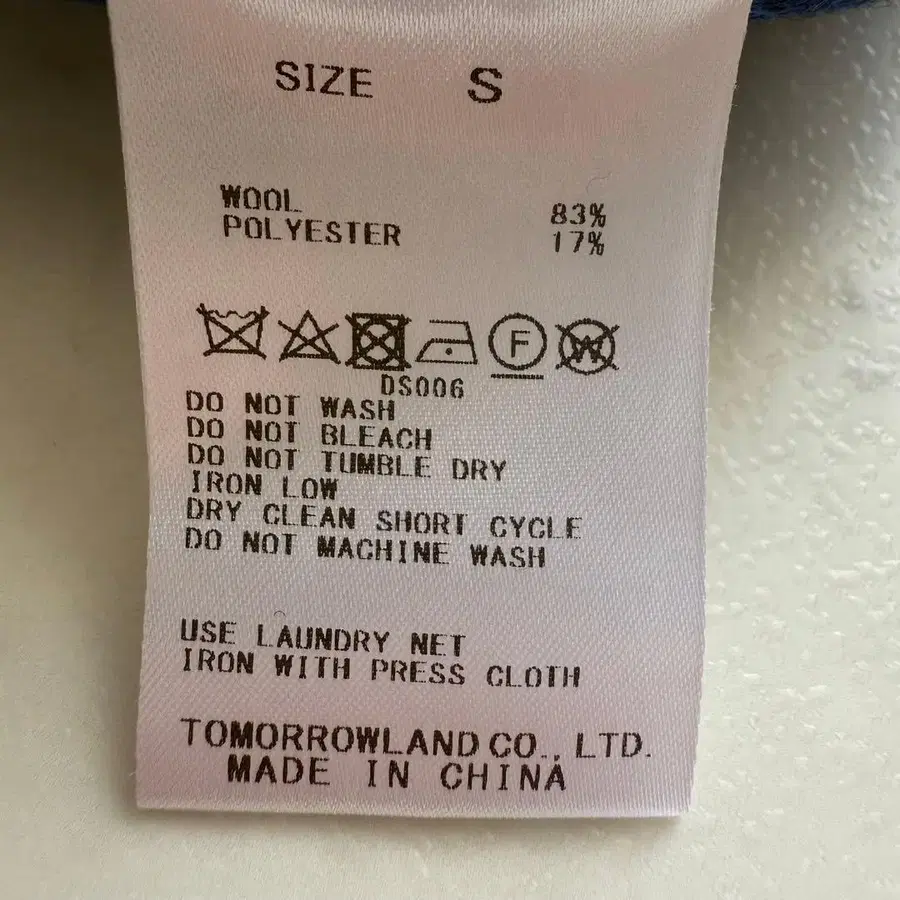 SIZE S
WOOL 83%
POLYESTER 17%
F W
DS006
DO NOT WASH
DO NOT BLEACH
DO NOT TUMBLE DRY
IRON LOW
DRY CLEAN SHORT CYCLE
DO NOT MACHINE WASH
USE LAUNDRY NET
IRON WITH PRESS CLOTH
TOMORROWLAND CO., LTD.
MADE IN CHINA